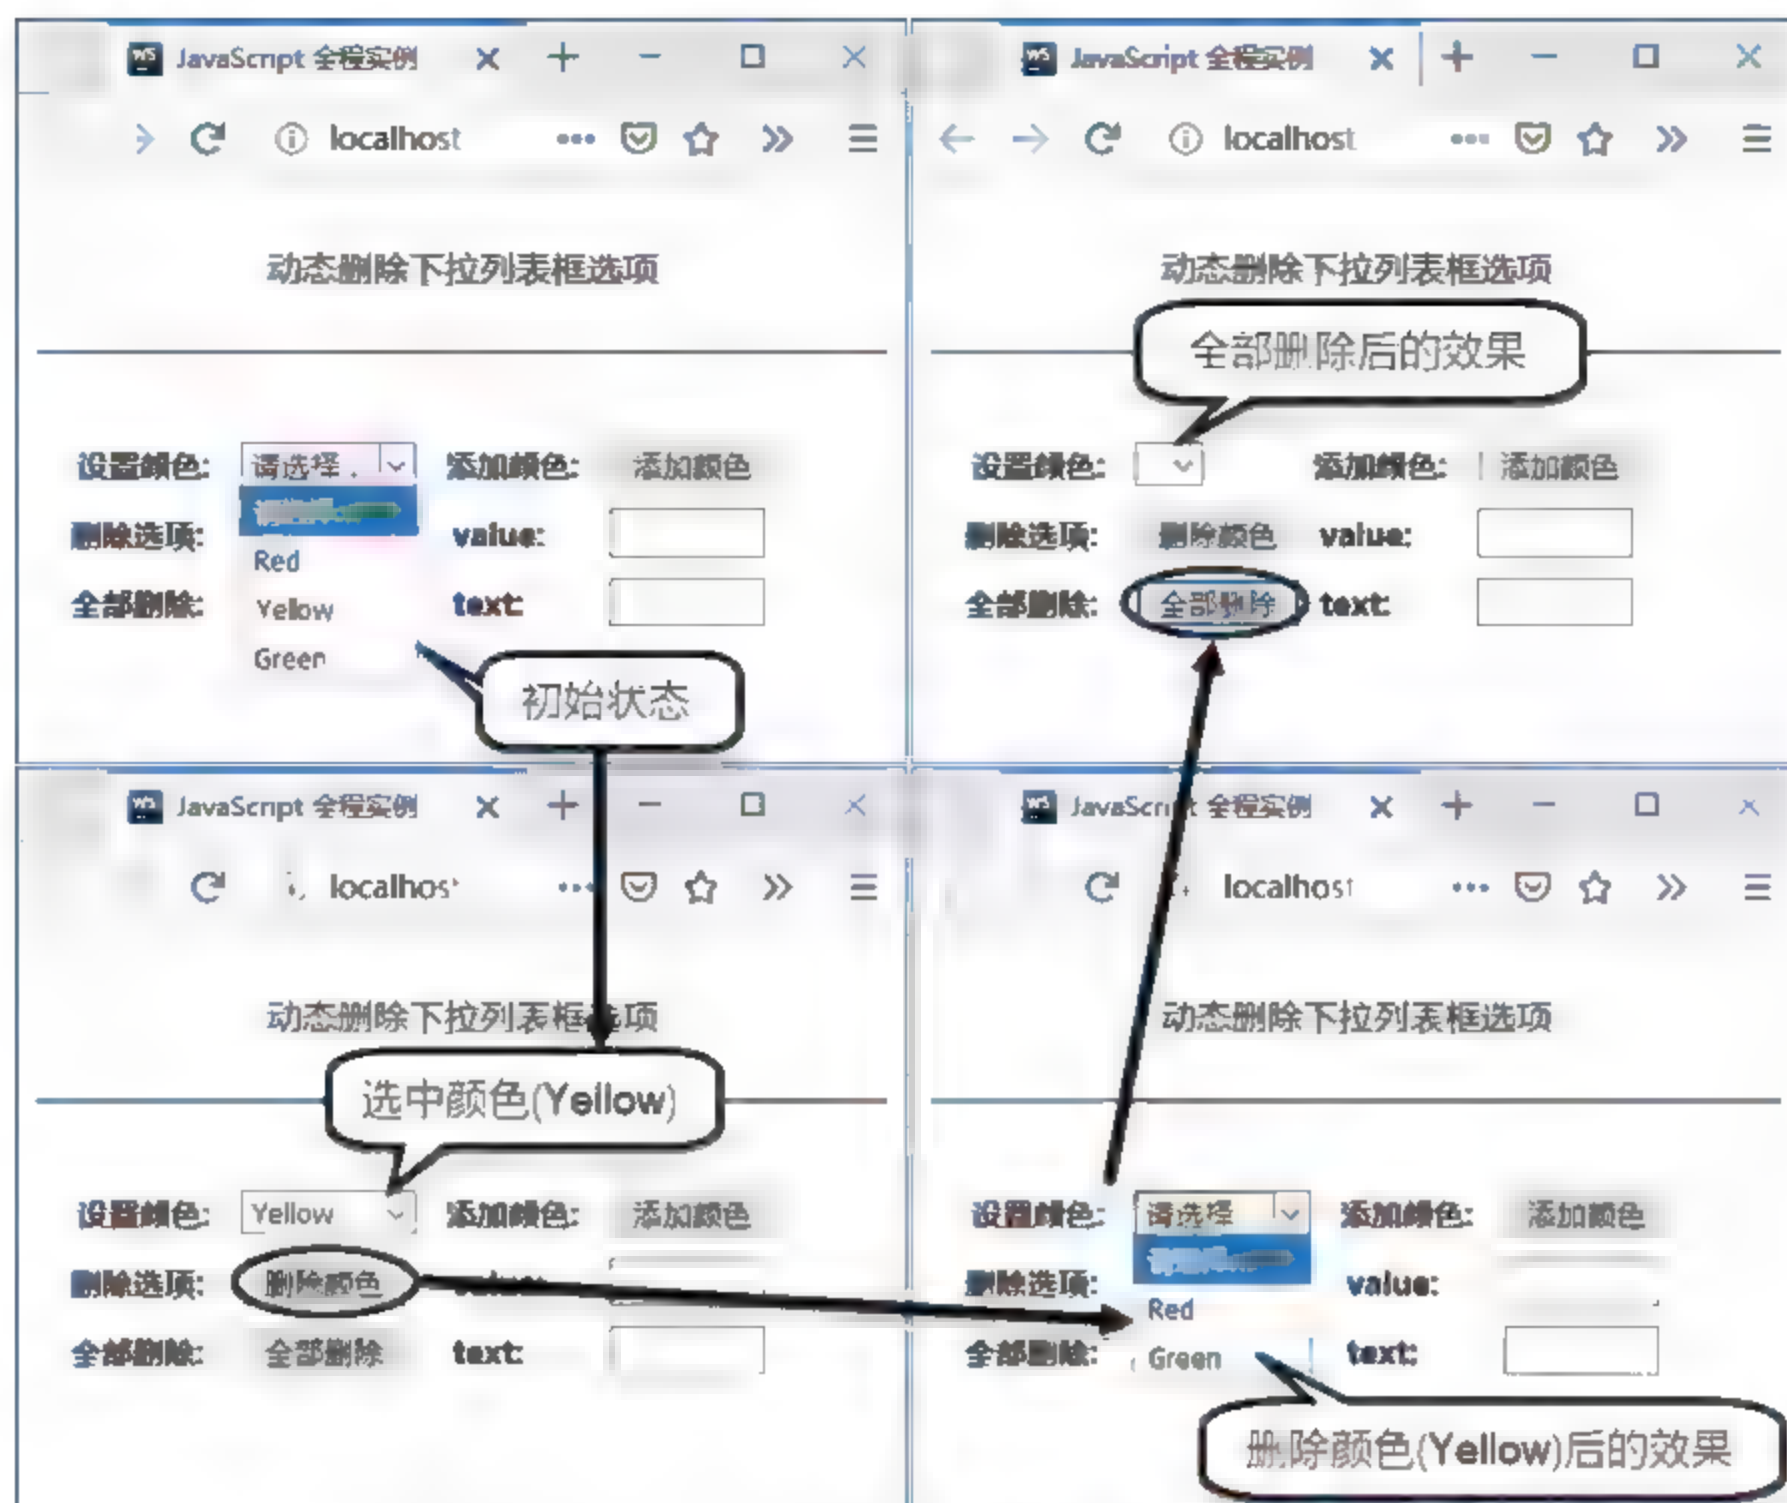 JavaScript 全程实例
localhost
动态删除下拉列表框选项
设置颜色: 请选择 添加颜色: 添加颜色
删除选项: value:
Red
全部删除: Yellow text:
Green
初始状态
JavaScript 全程实例
localhost
动态删除下拉列表框选项
全部删除后的效果
设置颜色: 添加颜色: 添加颜色
删除选项: 删除颜色 value:
全部删除: 全部删除 text:
JavaScript 全程实例
localhost
动态删除下拉列表框选项
选中颜色(Yellow)
设置颜色: Yellow 添加颜色: 添加颜色
删除选项: 删除颜色
全部删除: 全部删除 text:
JavaScript 全程实例
localhost
动态删除下拉列表框选项
设置颜色: 请选择 添加颜色: 添加颜色
删除选项: value:
Red
全部删除: Green text:
删除颜色(Yellow)后的效果